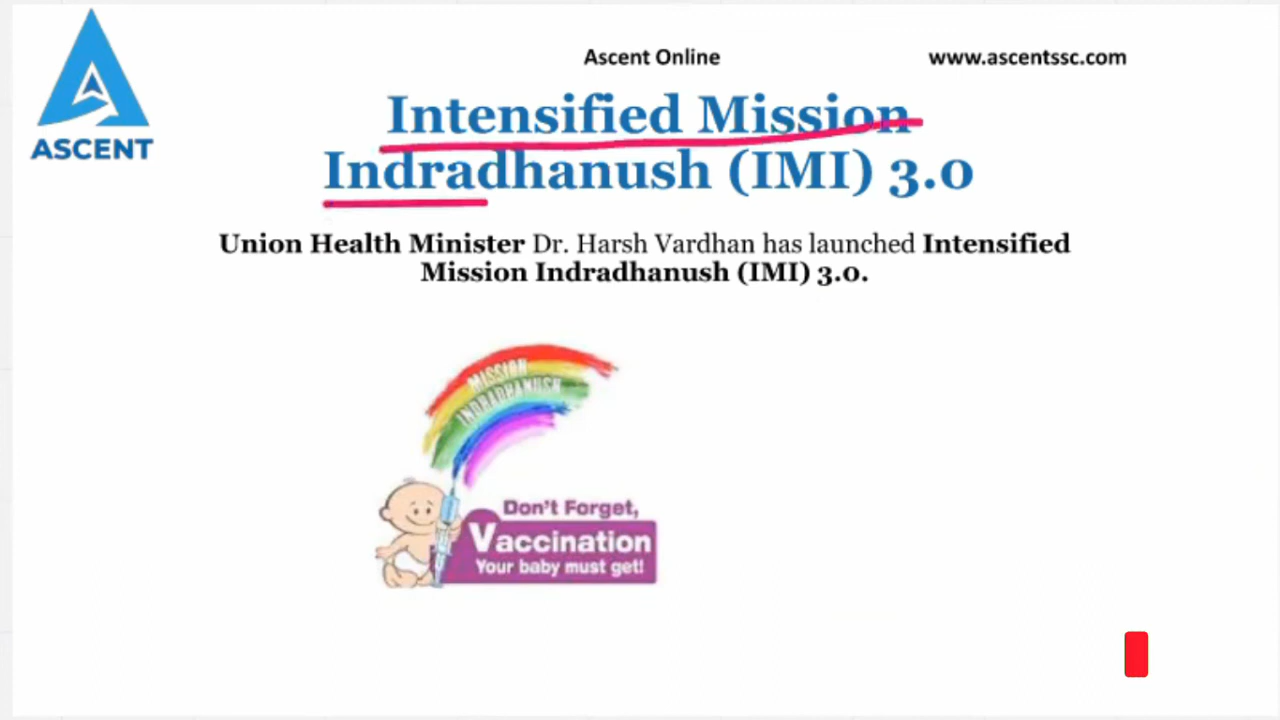 ASCENT
Ascent Online
www.ascentssc.com
Intensified Mission
Indradhanush (IMI) 3.0
Union Health Minister Dr. Harsh Vardhan has launched Intensified
Mission Indradhanush (IMI) 3.0.
MISSION
INDRADHANUSH
Don't Forget,
Vaccination
Your baby must get!